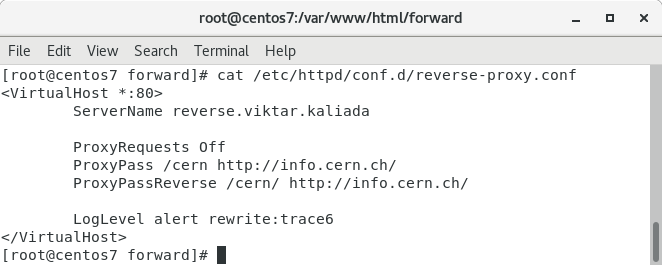 root@centos7:/var/www/html/forward
File Edit View Search Terminal Help
[root@centos7 forward]# cat /etc/httpd/conf.d/reverse-proxy.conf
<VirtualHost *:80>
        ServerName reverse.viktar.kaliada
        ProxyRequests Off
        ProxyPass /cern http://info.cern.ch/
        ProxyPassReverse /cern/ http://info.cern.ch/
        LogLevel alert rewrite:trace6
</VirtualHost>
[root@centos7 forward]#